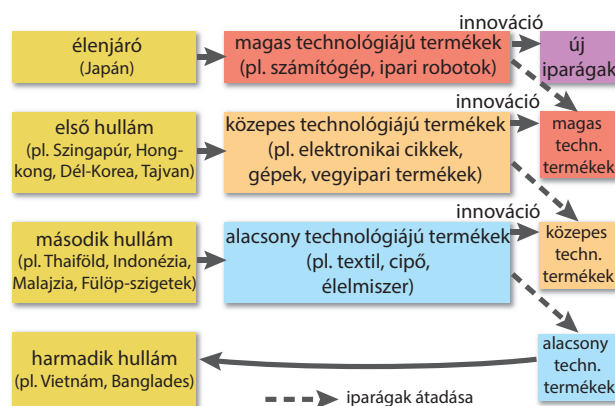 élenjáró
(Japán)
magas technológiájú termékek
(pl. számítógép, ipari robotok)
innováció
új
iparágak
első hullám
(pl. Szingapúr, Hong-
kong, Dél-Korea, Tajvan)
közepes technológiájú termékek
(pl. elektronikai cikkek,
gépek, vegyipari termékek)
innováció
magas
techn.
termékek
második hullám
(pl. Thaiföld, Indonézia,
Malajzia, Fülöp-szigetek)
alacsony technológiájú termékek
(pl. textil, cipő,
élelmiszer)
innováció
közepes
techn.
termékek
harmadik hullám
(pl. Vietnám, Banglades)
alacsony
techn.
termékek
iparágak átadása